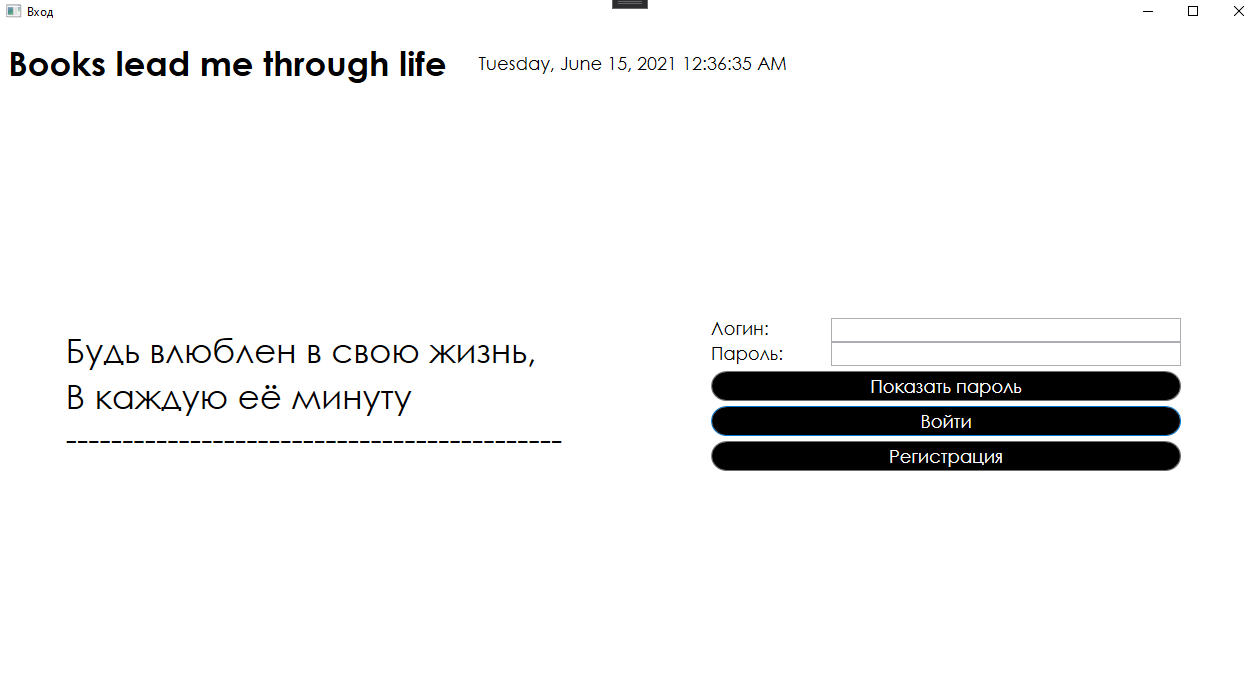 Вход
Books lead me through life
Tuesday, June 15, 2021 12:36:35 AM
Будь влюблен в свою жизнь,
В каждую её минуту
--------------------------------------------
Логин:
Пароль:
Показать пароль
Войти
Регистрация